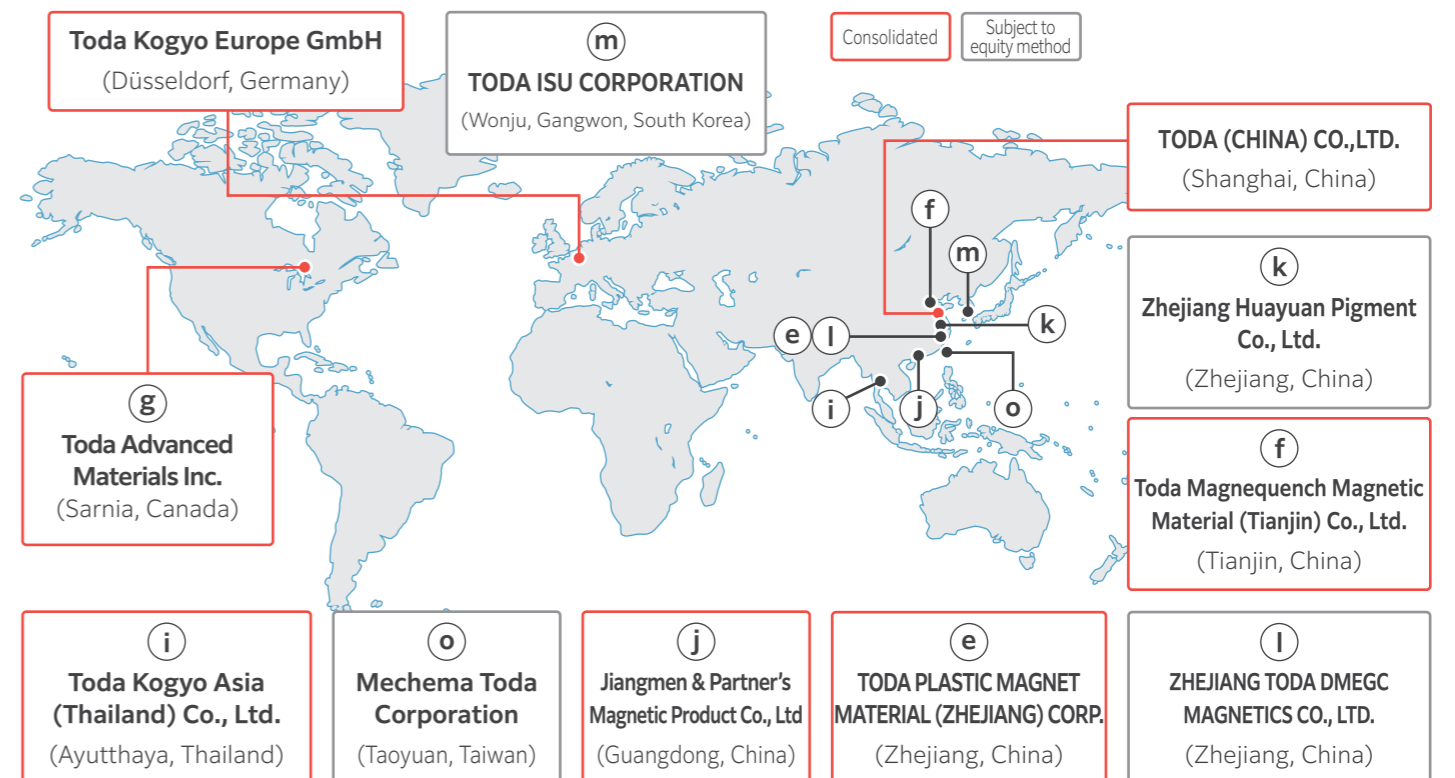 Toda Kogyo Europe GmbH
(Düsseldorf, Germany)
m
TODA ISU CORPORATION
(Wonju, Gangwon, South Korea)
Consolidated
Subject to
equity method
TODA (CHINA) CO.,LTD.
(Shanghai, China)
f
m
k
e
l
i
j
o
k
Zhejiang Huayuan Pigment
Co., Ltd.
(Zhejiang, China)
g
Toda Advanced
Materials Inc.
(Sarnia, Canada)
f
Toda Magnequench Magnetic
Material (Tianjin) Co., Ltd.
(Tianjin, China)
i
Toda Kogyo Asia
(Thailand) Co., Ltd.
(Ayutthaya, Thailand)
o
Mechema Toda
Corporation
(Taoyuan, Taiwan)
j
Jiangmen & Partner's
Magnetic Product Co., Ltd
(Guangdong, China)
e
TODA PLASTIC MAGNET
MATERIAL (ZHEJIANG) CORP.
(Zhejiang, China)
l
ZHEJIANG TODA DMEGC
MAGNETICS CO., LTD.
(Zhejiang, China)